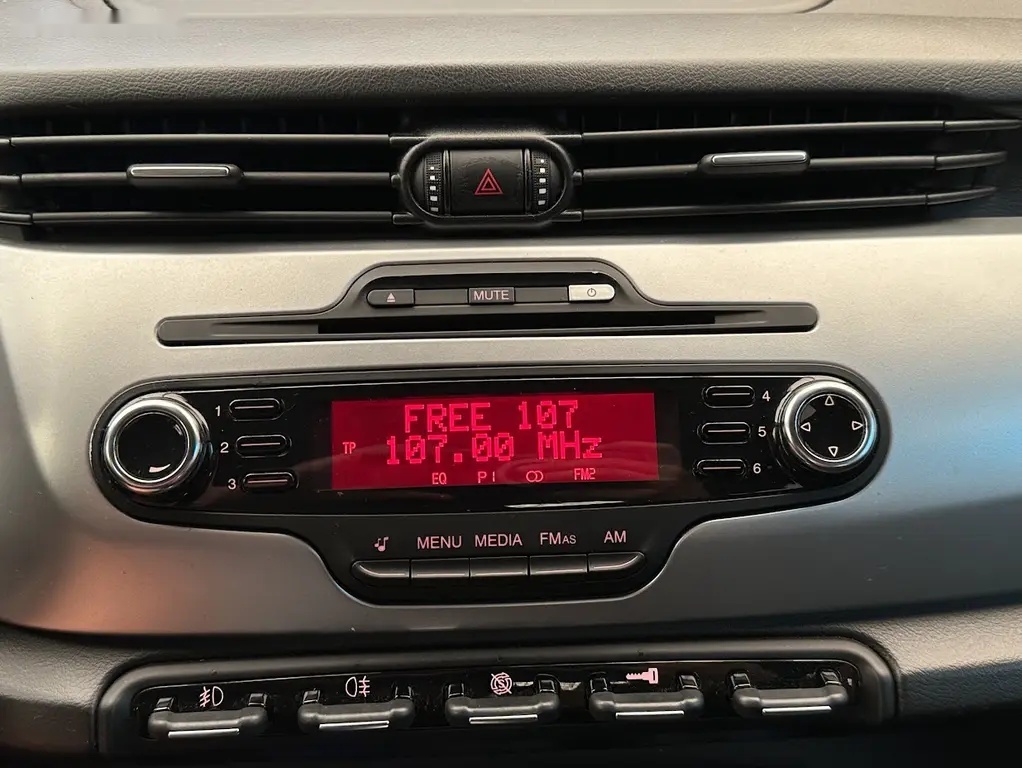 MUTE
1
2
3
FREE 107
TP 107.00 MHz
EQ PI FM2
4
5
6
MENU MEDIA FMAS AM